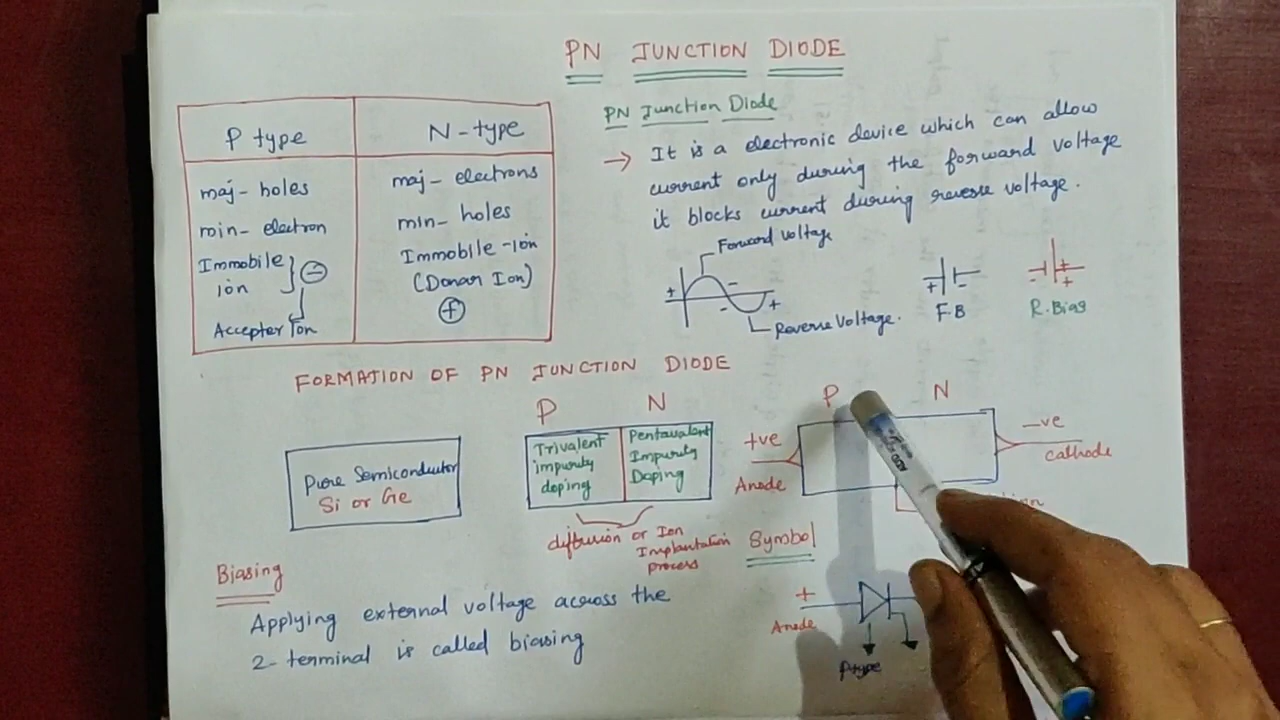 PN JUNCTION DIODE
P type
N-type
maj- holes
maj- electrons
min- electron
min- holes
Immobile
ion
-
Immobile -ion
(Donar Ion)
+
Accepter Ion
PN Junction Diode
→ It is a electronic device which can allow
current only during the forward voltage
it blocks current during reverse voltage.
Forward voltage
+
-
-
+
Reverse Voltage.
+ -
F.B
- +
+
R.Bias
FORMATION OF PN JUNCTION DIODE
Pure Semiconductor
Si or Ge
P N
Trivalent
impurity
doping
Pentavalent
Impurity
Doping
diffusion or Ion
Implantation
process
P N
+ve
Anode
-ve
cathode
Symbol
+
Anode
P-type
Biasing
Applying external voltage across the
2-terminal is called biasing